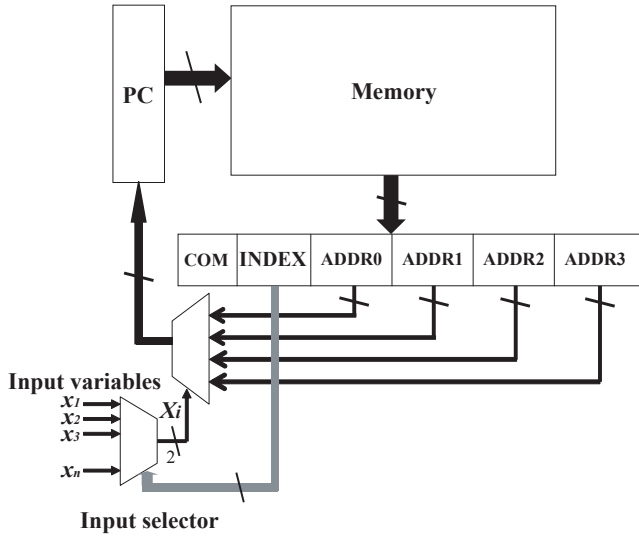 PC
Memory
COM INDEX ADDR0 ADDR1 ADDR2 ADDR3
Input variables
x1
x2
x3
xn
Xi
2
Input selector